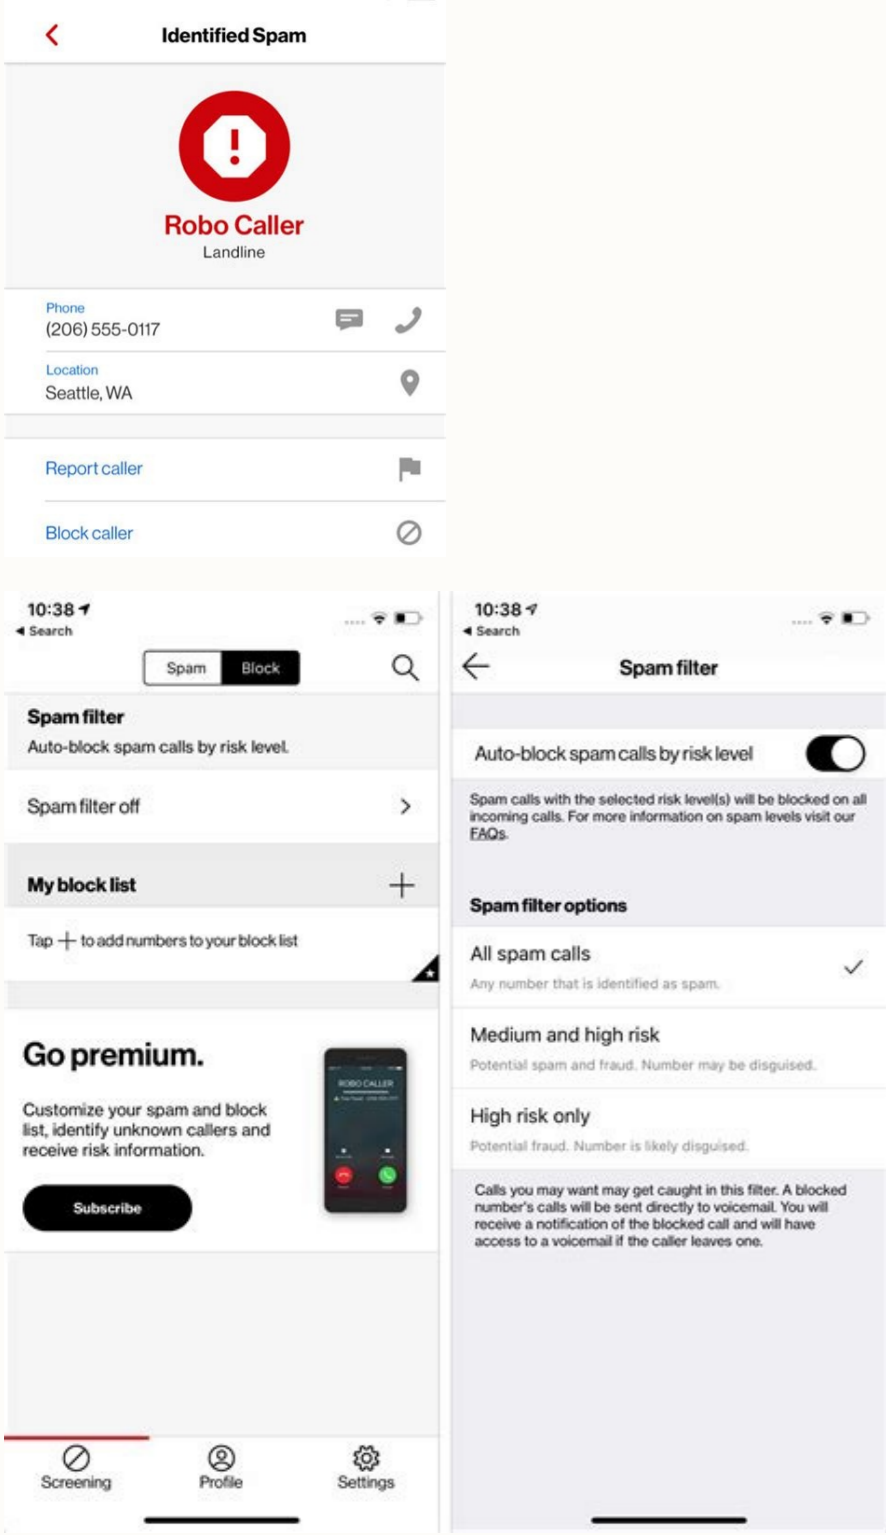 Identified Spam
Robo Caller
Landline
Phone
(206) 555-0117
Location
Seattle, WA
Report caller
Block caller
10:38
Search
Spam Block
Spam filter
Auto-block spam calls by risk level.
Spam filter off
My block list
Tap + to add numbers to your block list
Go premium.
Customize your spam and block
list, identify unknown callers and
receive risk information.
ROBO CALLER
Subscribe
Screening Profile Settings
10:38
Search
Spam filter
Auto-block spam calls by risk level
Spam calls with the selected risk level(s) will be blocked on all
incoming calls. For more information on spam levels visit our
FAQs.
Spam filter options
All spam calls
Any number that is identified as spam.
Medium and high risk
Potential spam and fraud. Number may be disguised.
High risk only
Potential fraud. Number is likely disguised.
Calls you may want may get caught in this filter. A blocked
number's calls will be sent directly to voicemail. You will
receive a notification of the blocked call and will have
access to a voicemail if the caller leaves one.